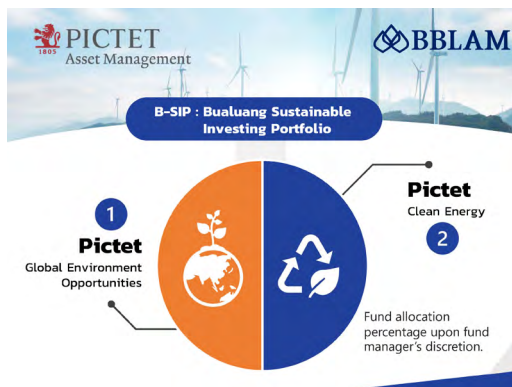 PICTET
1805
Asset Management
BBLAM
B-SIP : Bualuang Sustainable
Investing Portfolio
1
Pictet
Global Environment
Opportunities
Pictet
Clean Energy
2
Fund allocation
percentage upon fund
manager's discretion.